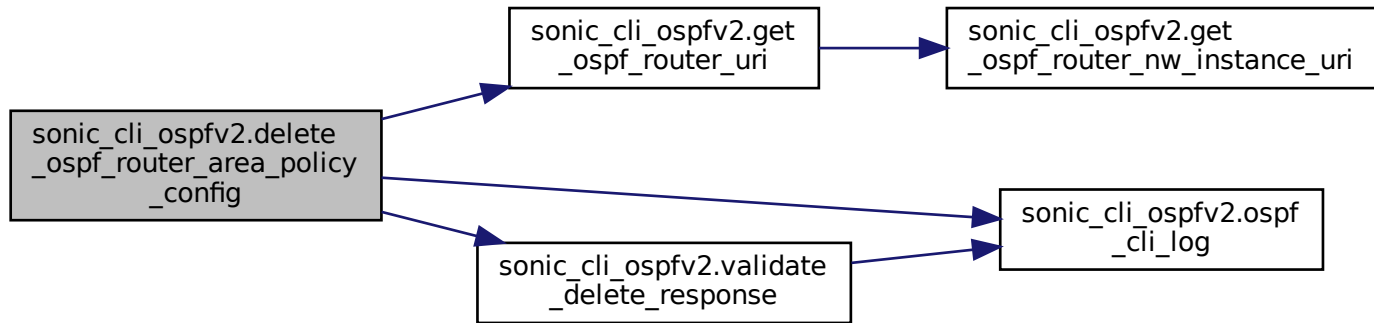 sonic_cli_ospfv2.get
_ospf_router_uri
sonic_cli_ospfv2.get
_ospf_router_nw_instance_uri
sonic_cli_ospfv2.delete
_ospf_router_area_policy
_config
sonic_cli_ospfv2.ospf
_cli_log
sonic_cli_ospfv2.validate
_delete_response